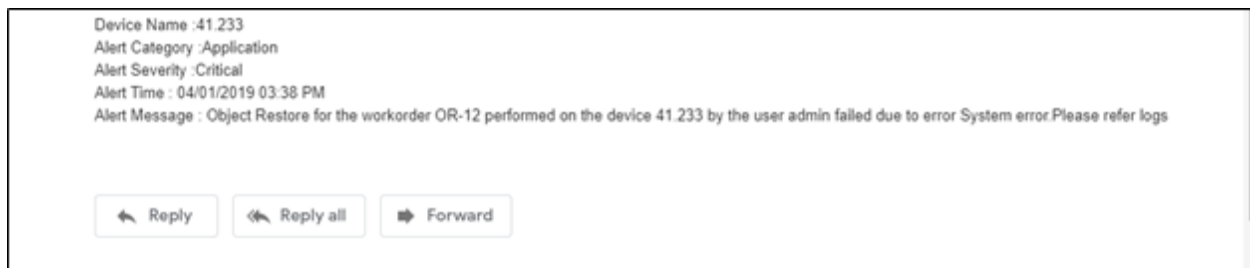 Device Name :41.233
Alert Category :Application
Alert Severity :Critical
Alert Time : 04/01/2019 03:38 PM
Alert Message : Object Restore for the workorder OR-12 performed on the device 41.233 by the user admin failed due to error System error.Please refer logs
Reply
Reply all
Forward